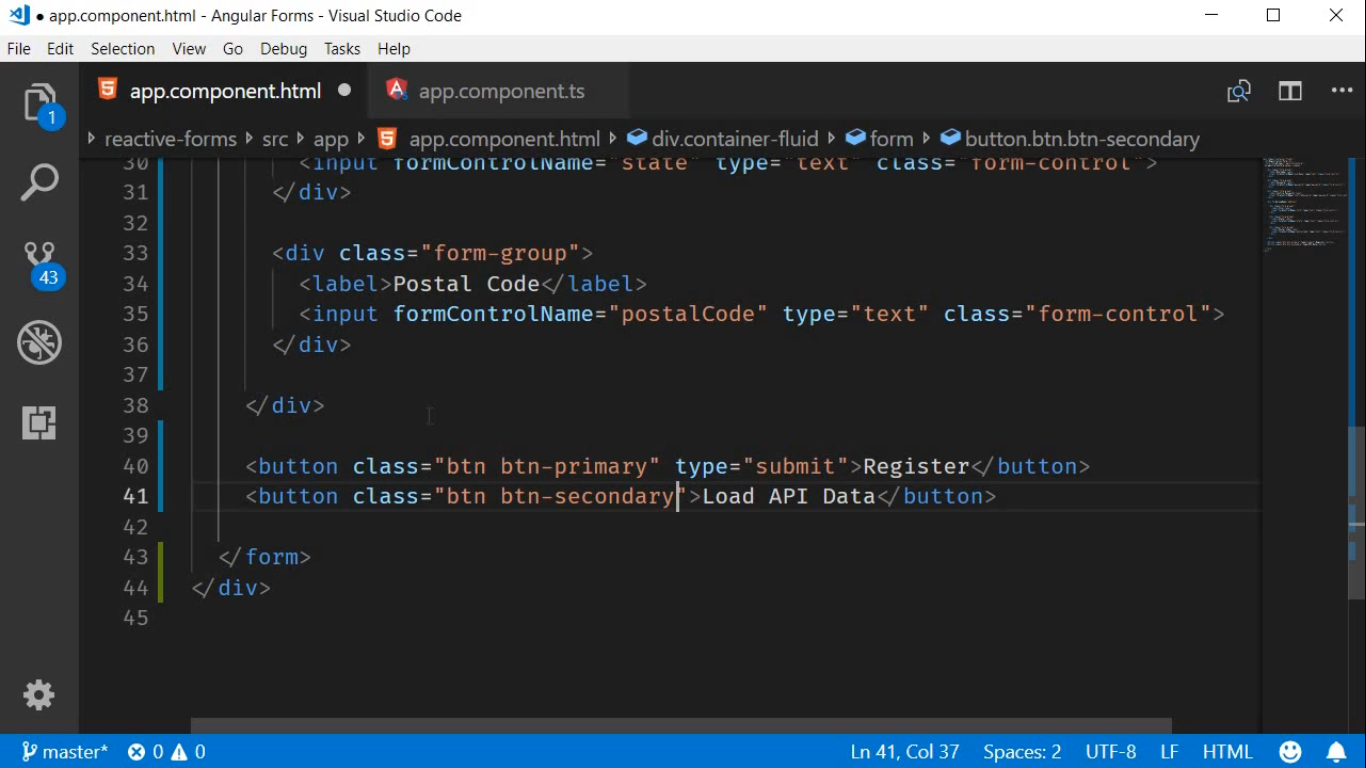 app.component.html - Angular Forms - Visual Studio Code
File Edit Selection View Go Debug Tasks Help
app.component.html app.component.ts
reactive-forms src app app.component.html div.container-fluid form button.btn.btn-secondary
30 <input formControlName="state" type="text" class="form-control">
31 </div>
32
33 <div class="form-group">
34 <label>Postal Code</label>
35 <input formControlName="postalCode" type="text" class="form-control">
36 </div>
37
38 </div>
39
40 <button class="btn btn-primary" type="submit">Register</button>
41 <button class="btn btn-secondary">Load API Data</button>
42
43 </form>
44 </div>
45
1
43
master* 0 0 Ln 41, Col 37 Spaces: 2 UTF-8 LF HTML